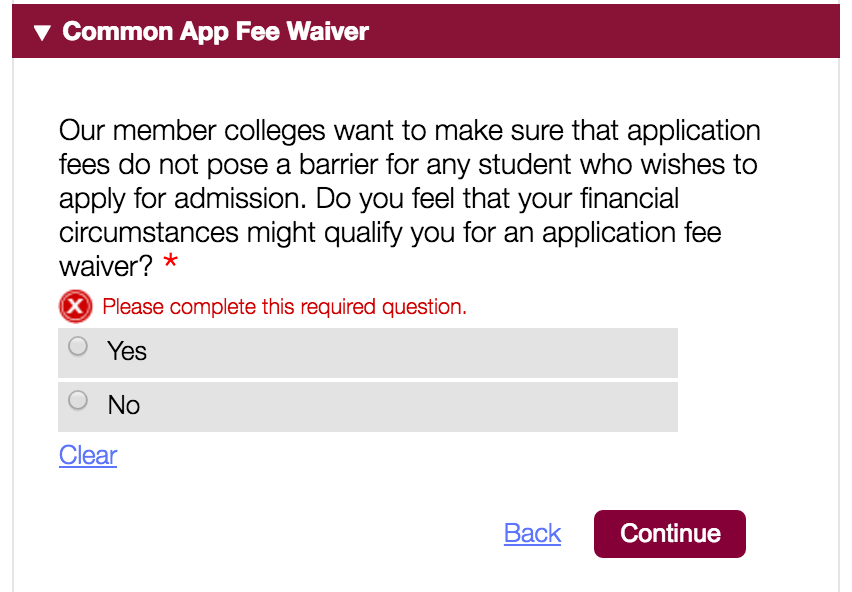 Common App Fee Waiver
Our member colleges want to make sure that application
fees do not pose a barrier for any student who wishes to
apply for admission. Do you feel that your financial
circumstances might qualify you for an application fee
waiver? *
Please complete this required question.
Yes
No
Clear
Back
Continue